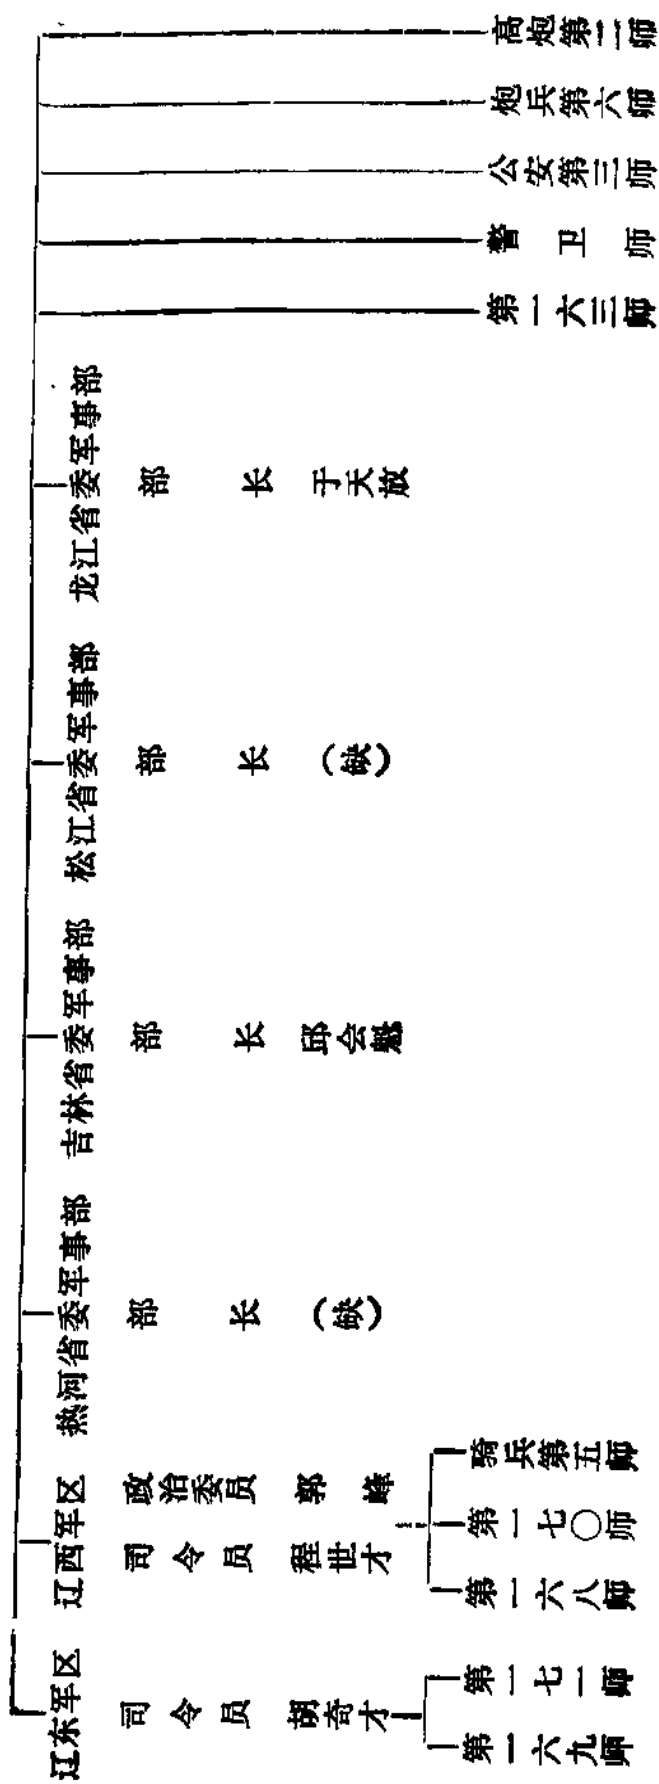 辽东军区
司令员 胡奇才
第一六九师
第一七一师
辽西军区
司令员 程世才
政治委员 郭峰
第一六八师
第一七〇师
骑兵第五师
热河省委军事部
部长 (缺)
吉林省委军事部
部长 邱会魁
松江省委军事部
部长 (缺)
龙江省委军事部
部长 于天放
第一六三师
警卫师
公安第三师
炮兵第六师
高炮第二师